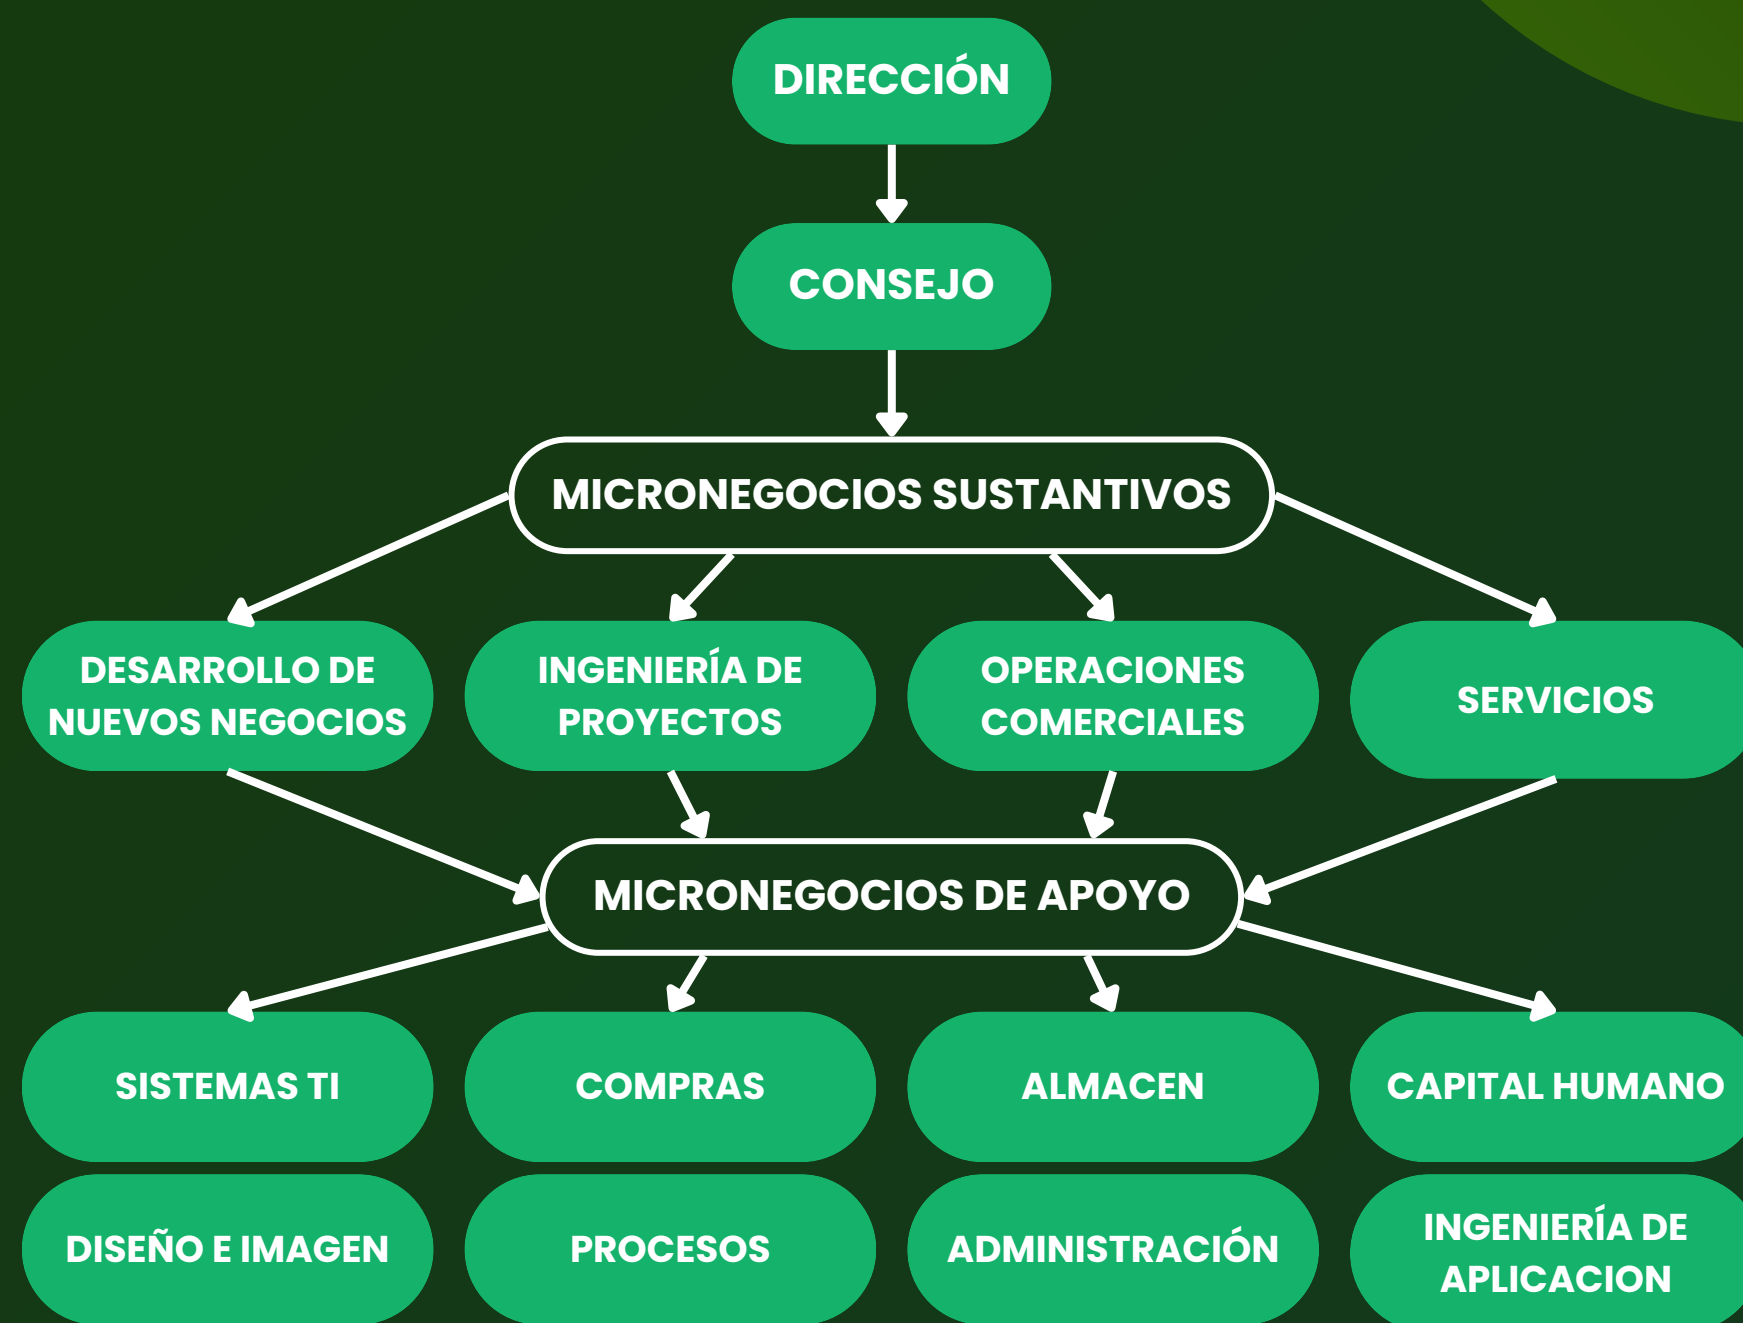 DIRECCIÓN
CONSEJO
MICRONEGOCIOS SUSTANTIVOS
DESARROLLO DE
NUEVOS NEGOCIOS
INGENIERÍA DE
PROYECTOS
OPERACIONES
COMERCIALES
SERVICIOS
MICRONEGOCIOS DE APOYO
SISTEMAS TI
COMPRAS
ALMACEN
CAPITAL HUMANO
DISEÑO E IMAGEN
PROCESOS
ADMINISTRACIÓN
INGENIERÍA DE
APLICACION